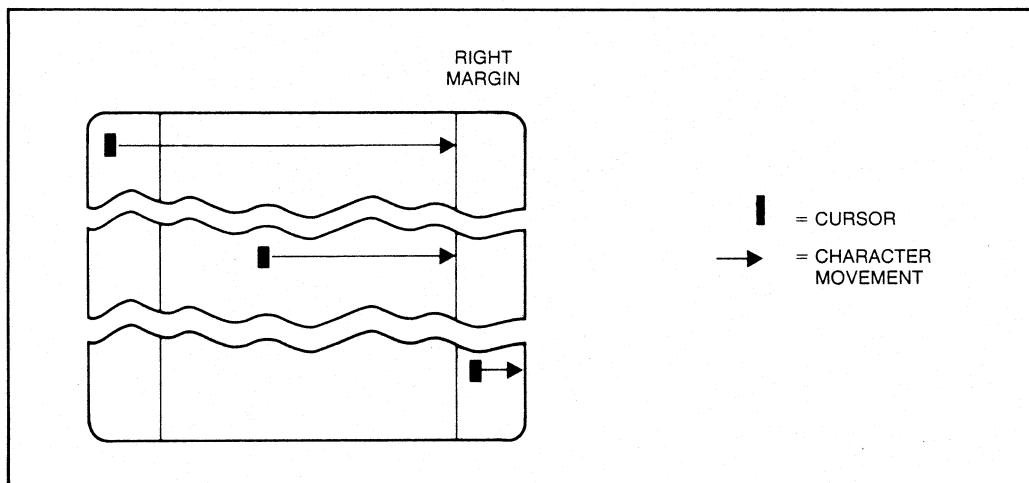 RIGHT
MARGIN
= CURSOR
= CHARACTER
MOVEMENT